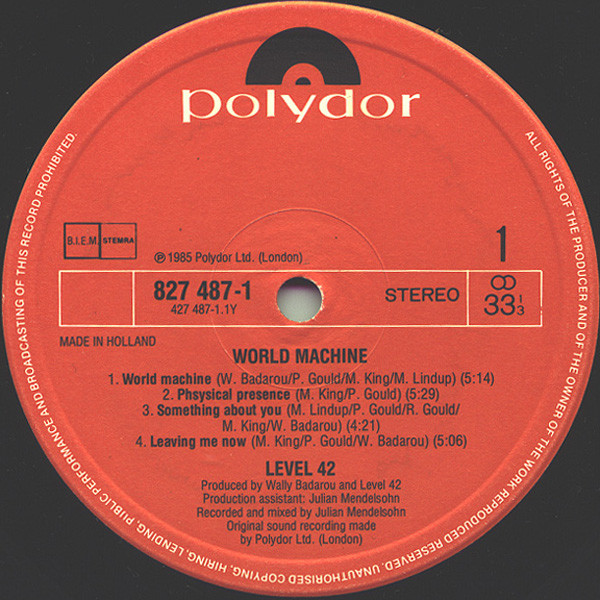 polydor
B.I.E.M. STEMRA
℗ 1985 Polydor Ltd. (London)
1
827 487-1
427 487-1.1Y
STEREO
33 1/3
MADE IN HOLLAND
WORLD MACHINE
1. World machine (W. Badarou/P. Gould/M. King/M. Lindup) (5:14)
2. Phsysical presence (M. King/P. Gould) (5:29)
3. Something about you (M. Lindup/P. Gould/R. Gould/
M. King/W. Badarou) (4:21)
4. Leaving me now (M. King/P. Gould/W. Badarou) (5:06)
LEVEL 42
Produced by Wally Badarou and Level 42
Production assistant: Julian Mendelsohn
Recorded and mixed by Julian Mendelsohn
Original sound recording made
by Polydor Ltd. (London)
ALL RIGHTS OF THE PRODUCER AND OF THE OWNER OF THE WORK REPRODUCED RESERVED. UNAUTHORISED COPYING, HIRING, LENDING, PUBLIC PERFORMANCE AND BROADCASTING OF THIS RECORD PROHIBITED.